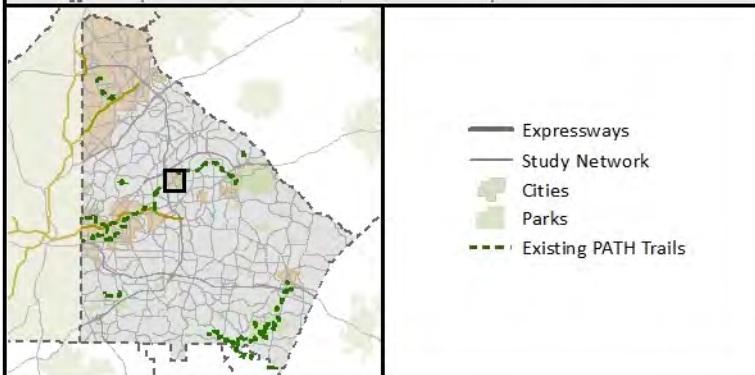 Expressways
Study Network
Cities
Parks
Existing PATH Trails